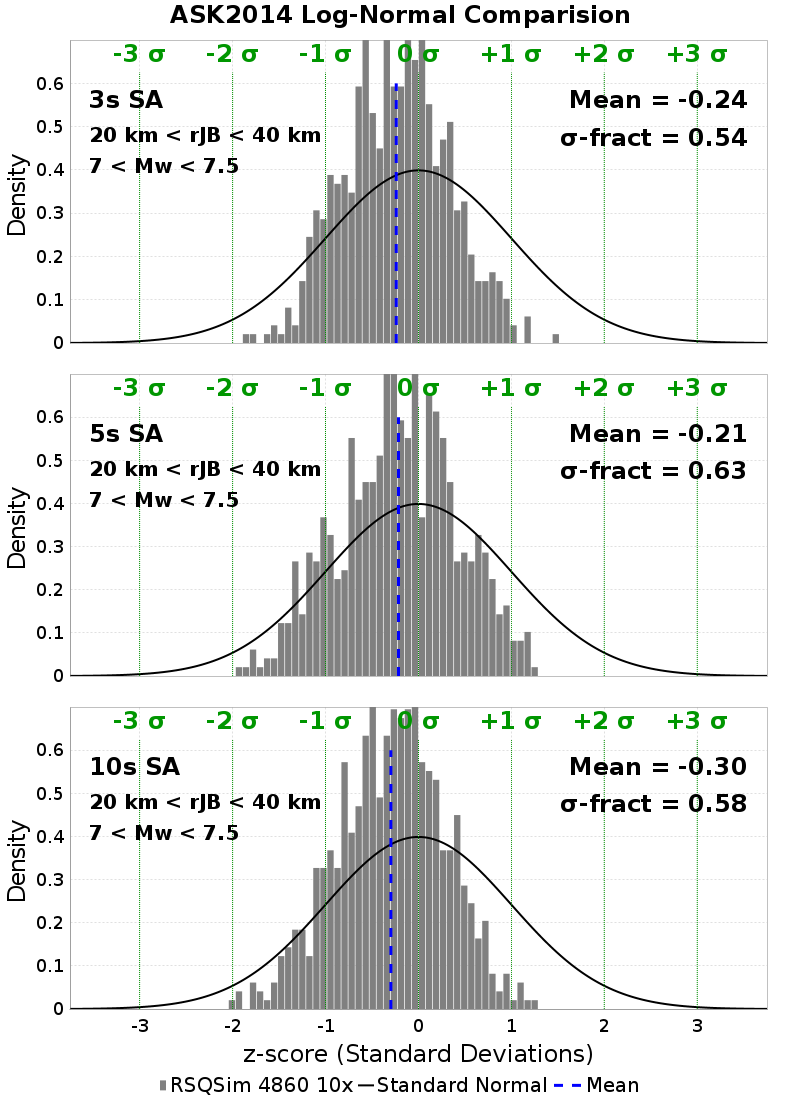 ASK2014 Log-Normal Comparision
-3 σ -2 σ -1 σ 0 σ +1 σ +2 σ +3 σ
3s SA
20 km < rJB < 40 km
7 < Mw < 7.5
Mean = -0.24
σ-fract = 0.54
Density
0.6
0.5
0.4
0.3
0.2
0.1
0
-3 σ -2 σ -1 σ 0 σ +1 σ +2 σ +3 σ
5s SA
20 km < rJB < 40 km
7 < Mw < 7.5
Mean = -0.21
σ-fract = 0.63
Density
0.6
0.5
0.4
0.3
0.2
0.1
0
-3 σ -2 σ -1 σ 0 σ +1 σ +2 σ +3 σ
10s SA
20 km < rJB < 40 km
7 < Mw < 7.5
Mean = -0.30
σ-fract = 0.58
Density
0.6
0.5
0.4
0.3
0.2
0.1
0
-3 -2 -1 0 1 2 3
z-score (Standard Deviations)
RSQSim 4860 10x Standard Normal Mean